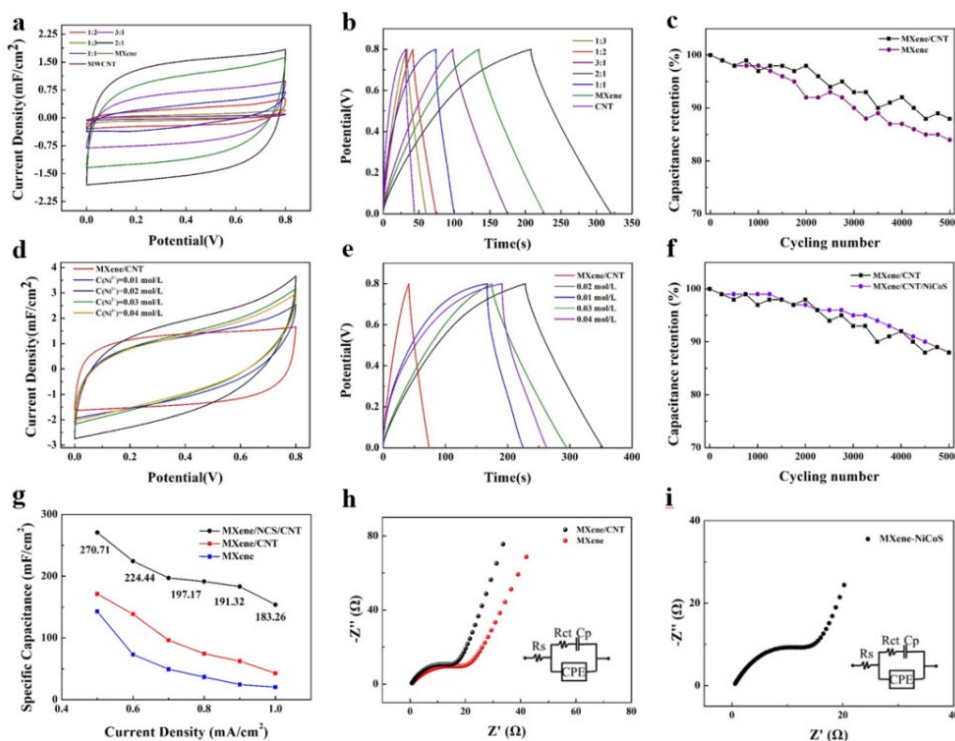 a
1:2 3:1
1:3 2:1
1:1 MXene
MWCNT
Current Density(mF/cm²)
1.50
0.75
0.00
-0.75
-1.50
-2.25
0.0 0.2 0.4 0.6 0.8
Potential(V)
b
1:3
1:2
3:1
2:1
1:1
MXene
CNT
Potential(V)
0.8
0.6
0.4
0.2
0.0
0 50 100 150 200 250 300 350
Time(s)
c
MXene/CNT
MXene
Capacitance retention (%)
100
90
80
70
0 1000 2000 3000 4000 5000
Cycling number
d
MXene/CNT
C(Ni²⁺)=0.01 mol/L
C(Ni²⁺)=0.02 mol/L
C(Ni²⁺)=0.03 mol/L
C(Ni²⁺)=0.04 mol/L
Current Density(mF/cm²)
4
3
2
1
0
-1
-2
-3
0.0 0.2 0.4 0.6 0.8
Potential(V)
e
MXene/CNT
0.02 mol/L
0.01 mol/L
0.03 mol/L
0.04 mol/L
Potential(V)
0.8
0.6
0.4
0.2
0.0
0 100 200 300 400
Time(s)
f
MXene/CNT
MXene/CNT/NiCoS
Capacitance retention (%)
100
90
80
70
0 1000 2000 3000 4000 5000
Cycling number
g
MXene/NCS/CNT
MXene/CNT
MXene
Specific Capacitance (mF/cm²)
300
200
100
0
270.71
224.44
197.17
191.32
183.26
0.4 0.6 0.8 1.0
Current Density (mA/cm²)
h
MXene/CNT
MXene
-Z'' (Ω)
80
40
0
Rs
Rct Cp
CPE
0 20 40 60 80
Z' (Ω)
i
MXene-NiCoS
-Z'' (Ω)
40
20
0
Rs
Rct Cp
CPE
0 20 40
Z' (Ω)